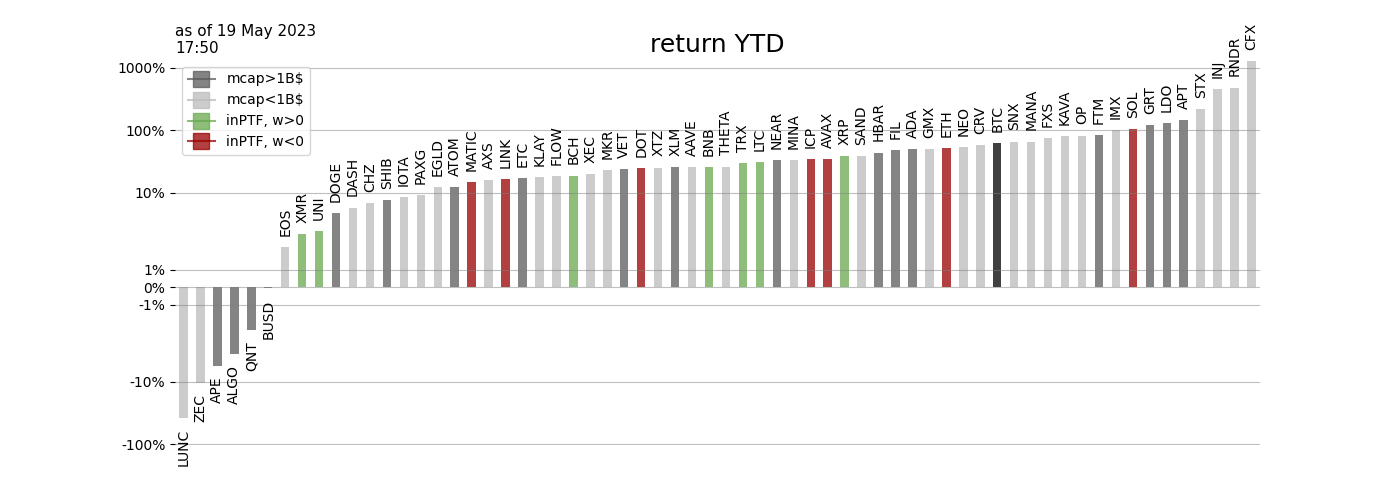 as of 19 May 2023
17:50
return YTD
1000%
100%
10%
1%
0%
-1%
-10%
-100%
mcap>1B$
mcap<1B$
inPTF, w>0
inPTF, w<0
LUNC
ZEC
APE
ALGO
QNT
BUSD
EOS
XMR
UNI
DOGE
DASH
CHZ
SHIB
IOTA
PAXG
EGLD
ATOM
MATIC
AXS
LINK
ETC
KLAY
FLOW
BCH
XEC
MKR
VET
DOT
XTZ
XLM
AAVE
BNB
THETA
TRX
LTC
NEAR
MINA
ICP
AVAX
XRP
SAND
HBAR
FIL
ADA
GMX
ETH
NEO
CRV
BTC
SNX
MANA
FXS
KAVA
OP
FTM
IMX
SOL
GRT
LDO
APT
STX
INJ
RNDR
CFX